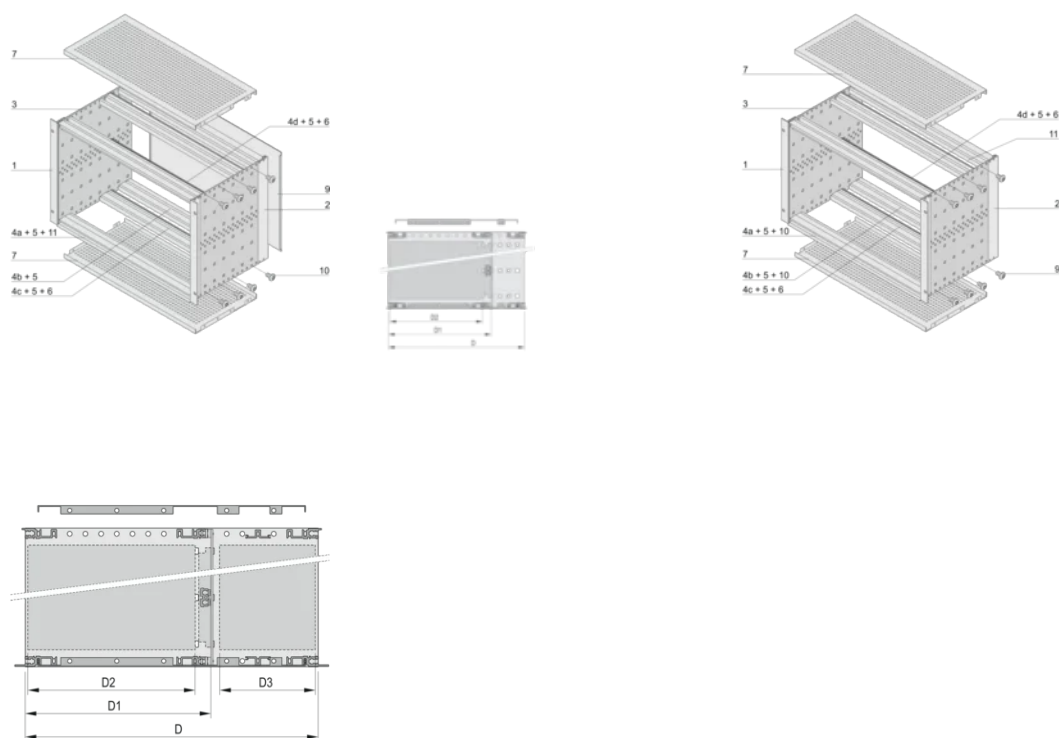 7
3
4d + 5 + 6
1
9
2
4a + 5 + 11
7
10
4b + 5
4c + 5 + 6
D2
D1
D
7
3
4d + 5 + 6
11
1
2
4a + 5 + 10
7
9
4b + 5 + 10
4c + 5 + 6
D2
D3
D1
D